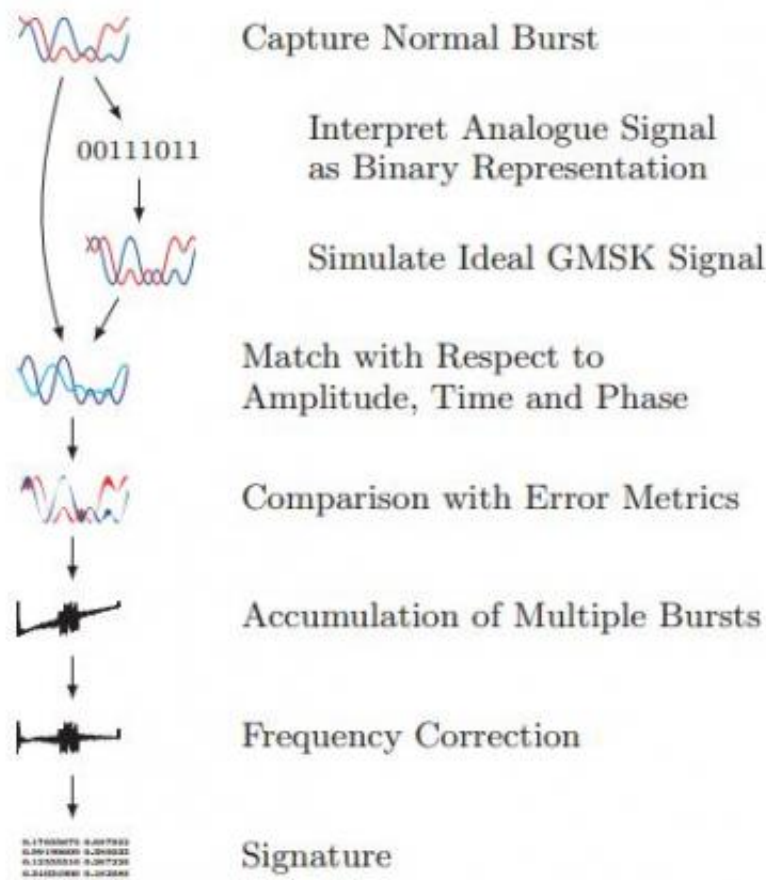 Capture Normal Burst
00111011
Interpret Analogue Signal
as Binary Representation
Simulate Ideal GMSK Signal
Match with Respect to
Amplitude, Time and Phase
Comparison with Error Metrics
Accumulation of Multiple Bursts
Frequency Correction
Signature